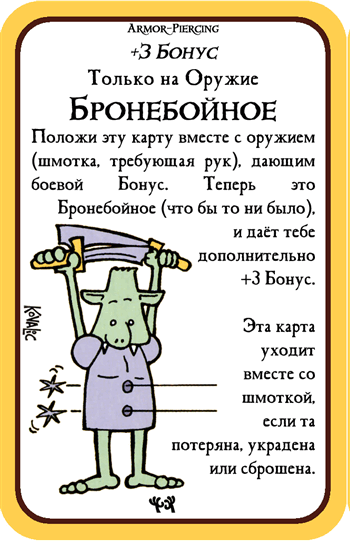 Armor-Piercing
+3 Бонус
Только на Оружие
Бронебойное
Положи эту карту вместе с оружием
(шмотка, требующая рук), дающим
боевой Бонус. Теперь это
Бронебойное (что бы то ни было),
и даёт тебе
дополнительно
+3 Бонус.
Kovalic
Эта карта
уходит
вместе со
шмоткой,
если та
потеряна, украдена
или сброшена.